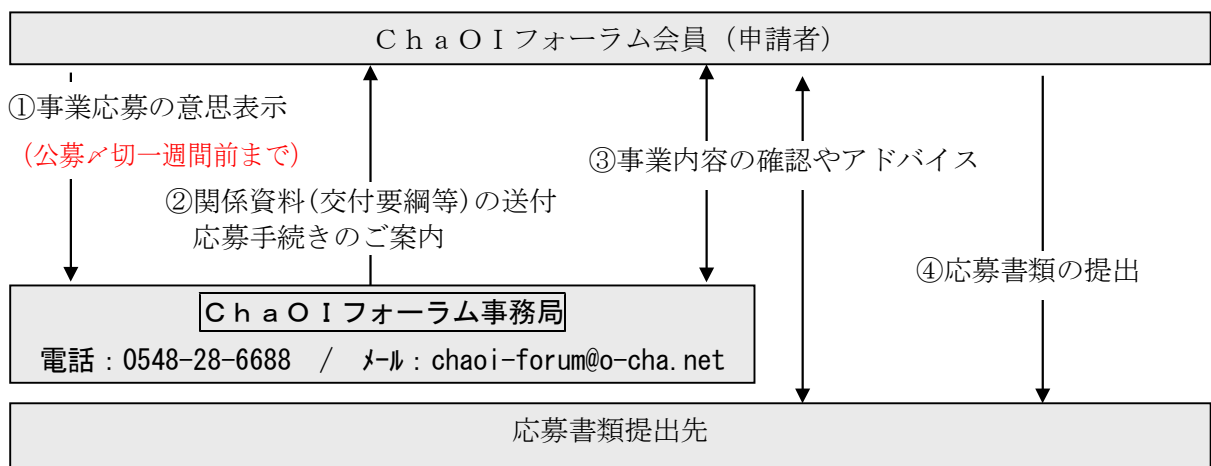 ＣｈａＯＩフォーラム会員（申請者）
①事業応募の意思表示
（公募〆切一週間前まで）
③事業内容の確認やアドバイス
②関係資料(交付要綱等)の送付
応募手続きのご案内
④応募書類の提出
ＣｈａＯＩフォーラム事務局
電話：0548-28-6688 / ﾒｰﾙ：chaoi-forum@o-cha.net
応募書類提出先